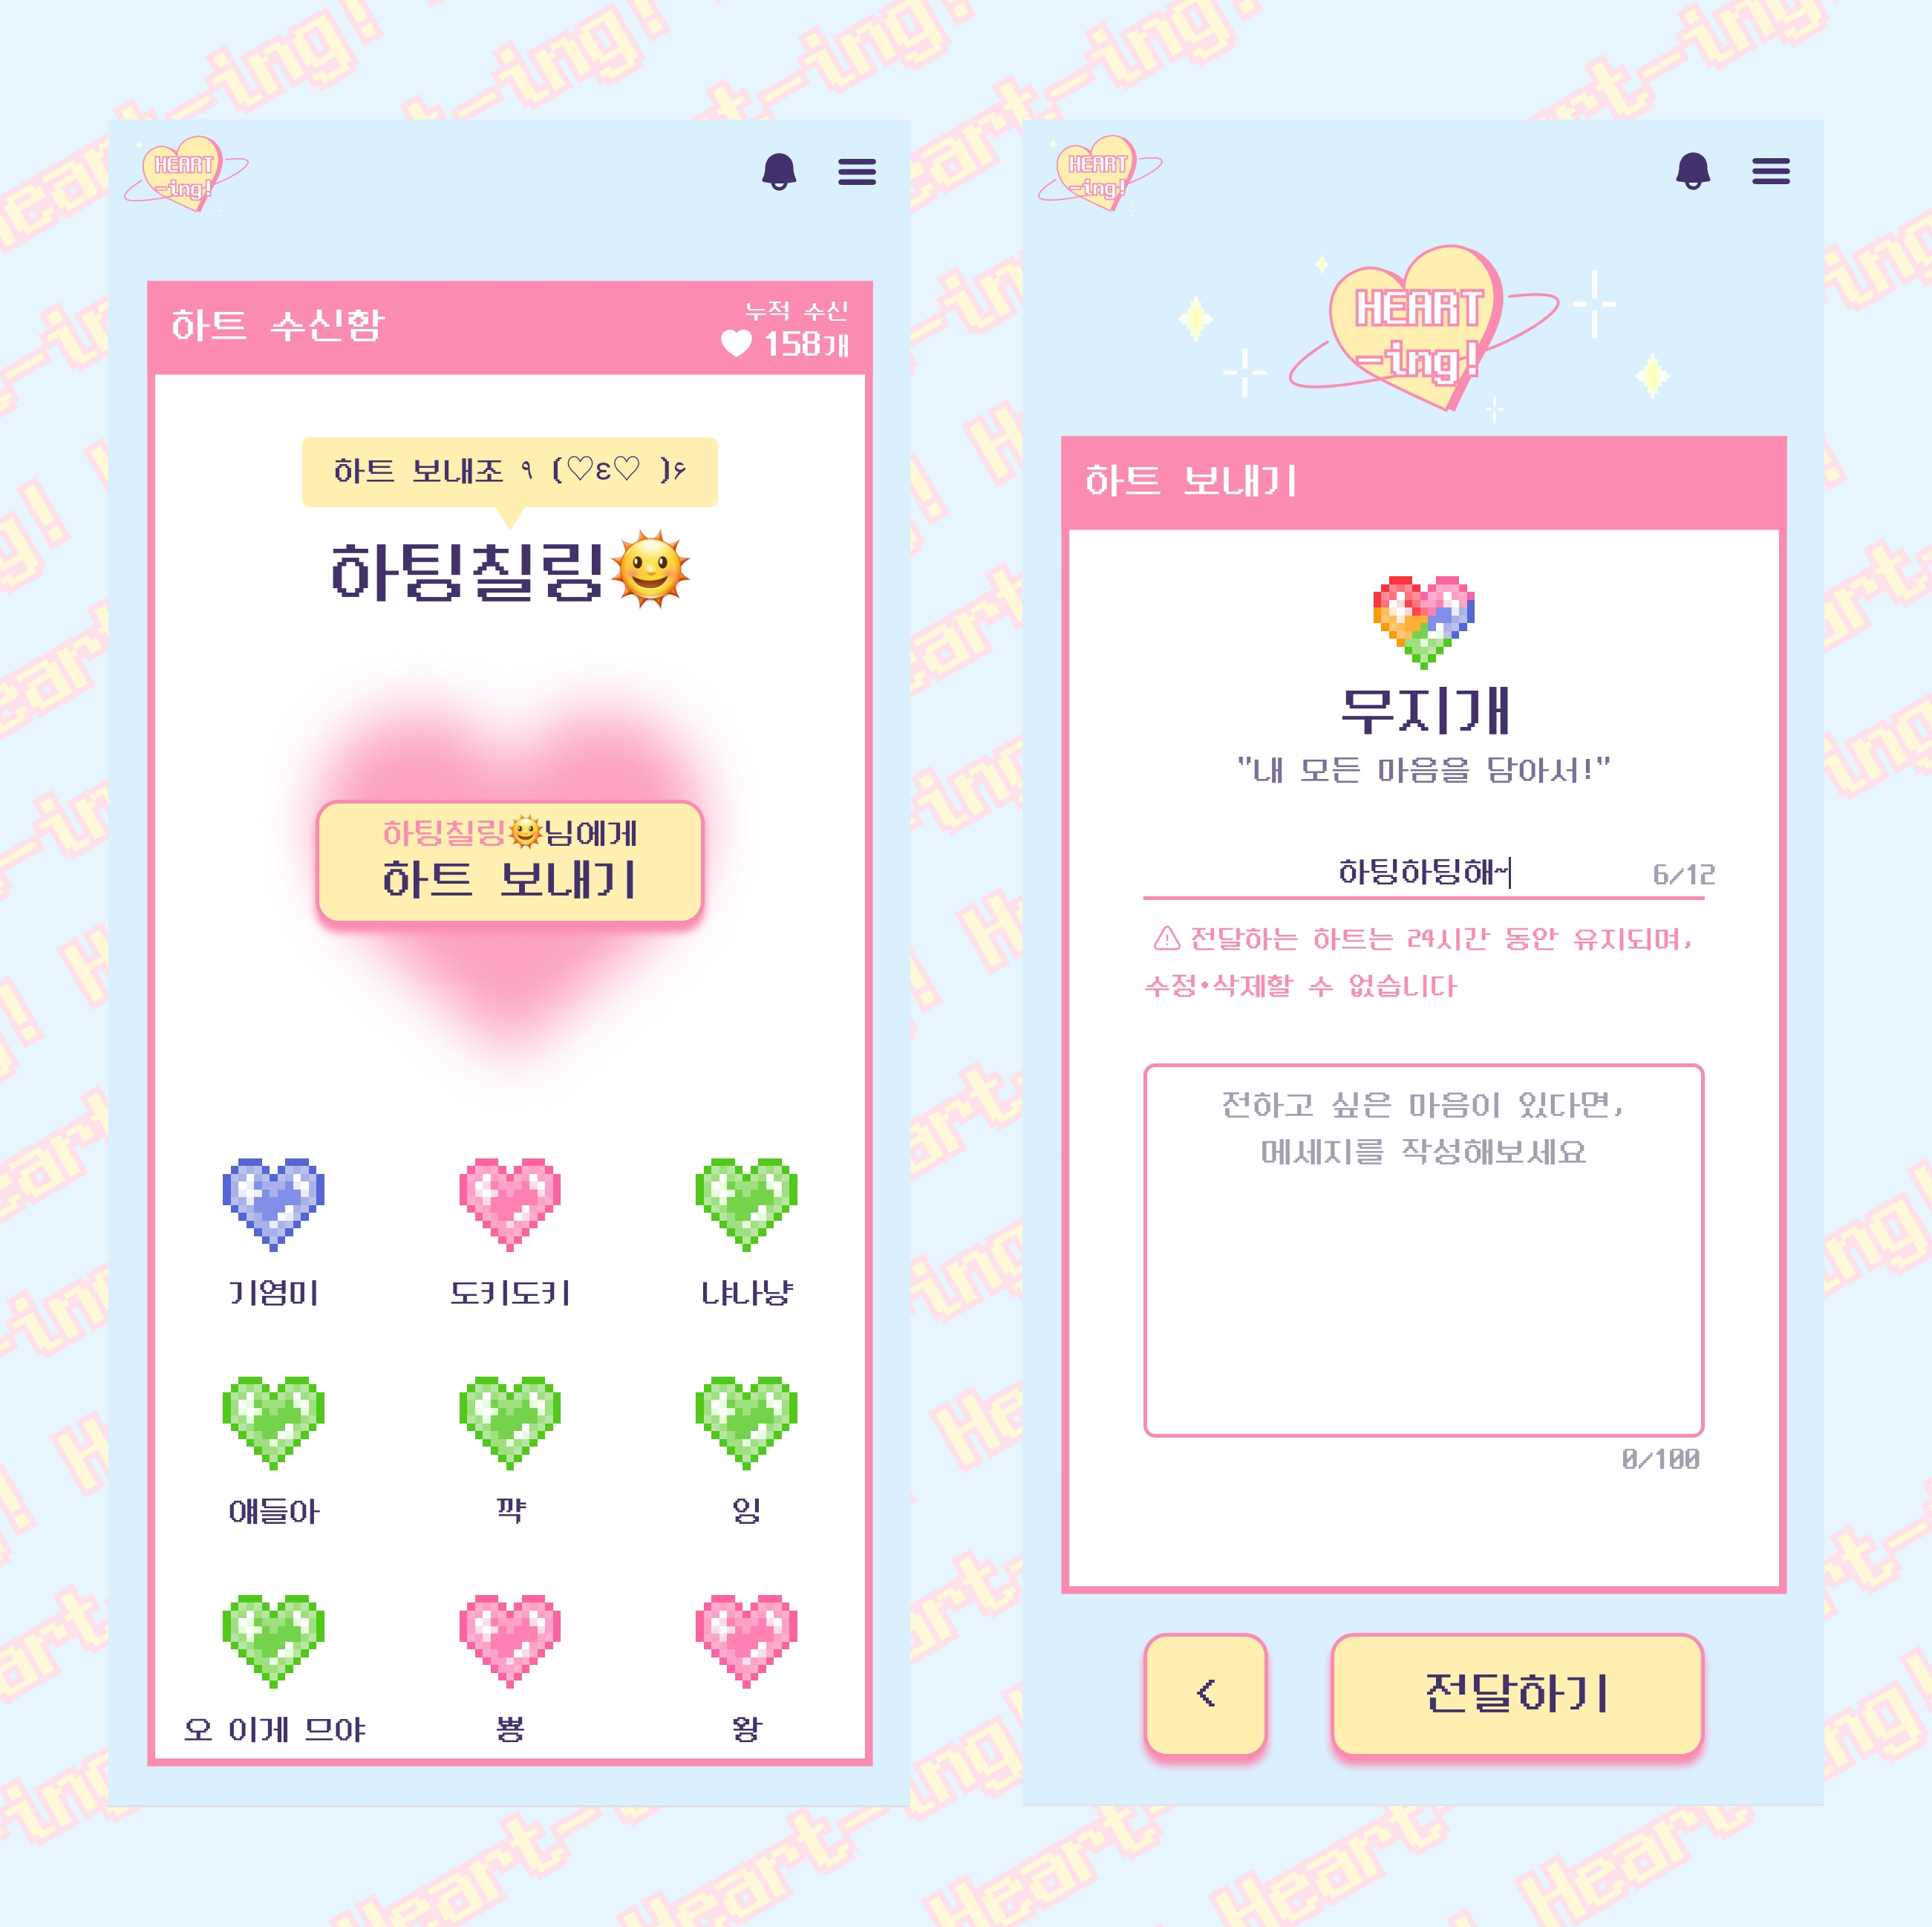 HEART
-ing!
하트 수신함
누적 수신
158개
하트 보내조 ٩ (♡ε♡ )۶
하팅칠링🌞
하팅칠링🌞님에게
하트 보내기
기염미
도키도키
냐나냥
얘들아
꺅
잉
오 이게 므야
뿅
왕
HEART
-ing!
HEART
-ing!
하트 보내기
무지개
"내 모든 마음을 담아서!"
하팅하팅해~
6/12
⚠ 전달하는 하트는 24시간 동안 유지되며,
수정•삭제할 수 없습니다
전하고 싶은 마음이 있다면,
메세지를 작성해보세요
0/100
<
전달하기
Heart-ing!